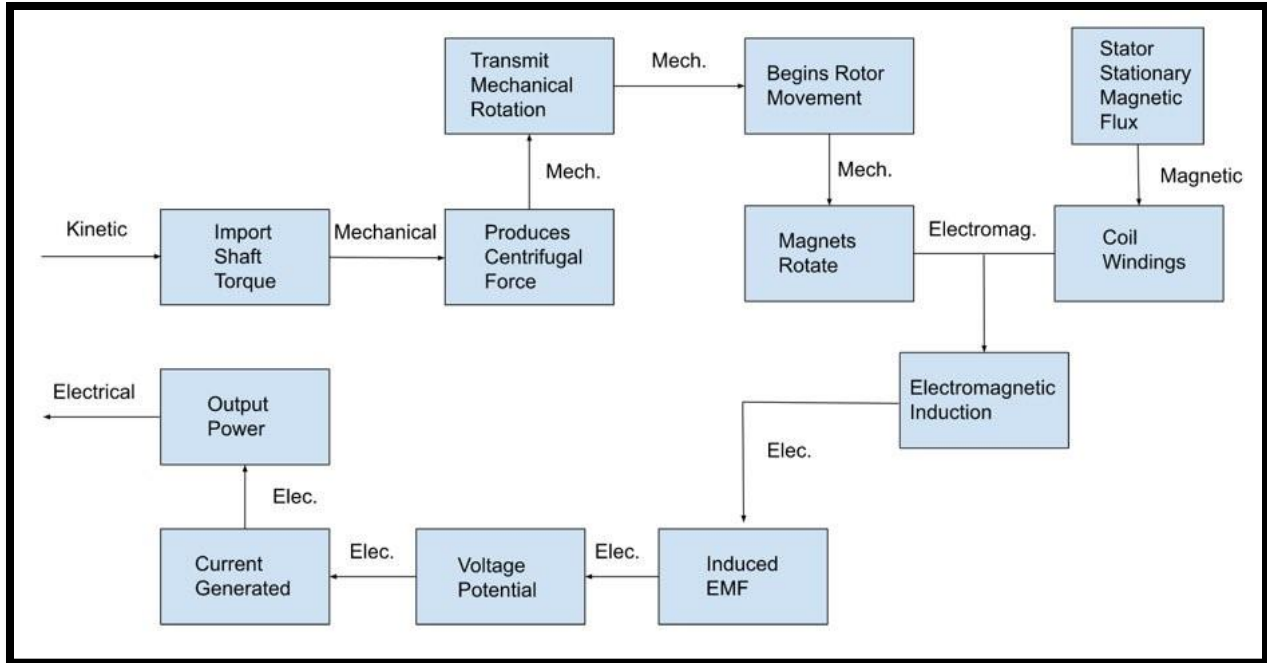 Transmit
Mechanical
Rotation
Mech.
Begins Rotor
Movement
Stator
Stationary
Magnetic
Flux
Mech.
Mech.
Magnetic
Kinetic
Import
Shaft
Torque
Mechanical
Produces
Centrifugal
Force
Magnets
Rotate
Electromag.
Coil
Windings
Electromagnetic
Induction
Electrical
Output
Power
Elec.
Elec.
Current
Generated
Elec.
Voltage
Potential
Elec.
Induced
EMF